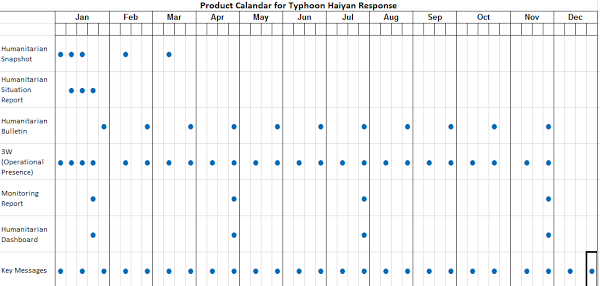 Product Calandar for Typhoon Haiyan Response
Jan Feb Mar Apr May Jun Jul Aug Sep Oct Nov Dec
Humanitarian
Snapshot
Humanitarian
Situation
Report
Humanitarian
Bulletin
3W
(Operational
Presence)
Monitoring
Report
Humanitarian
Dashboard
Key Messages